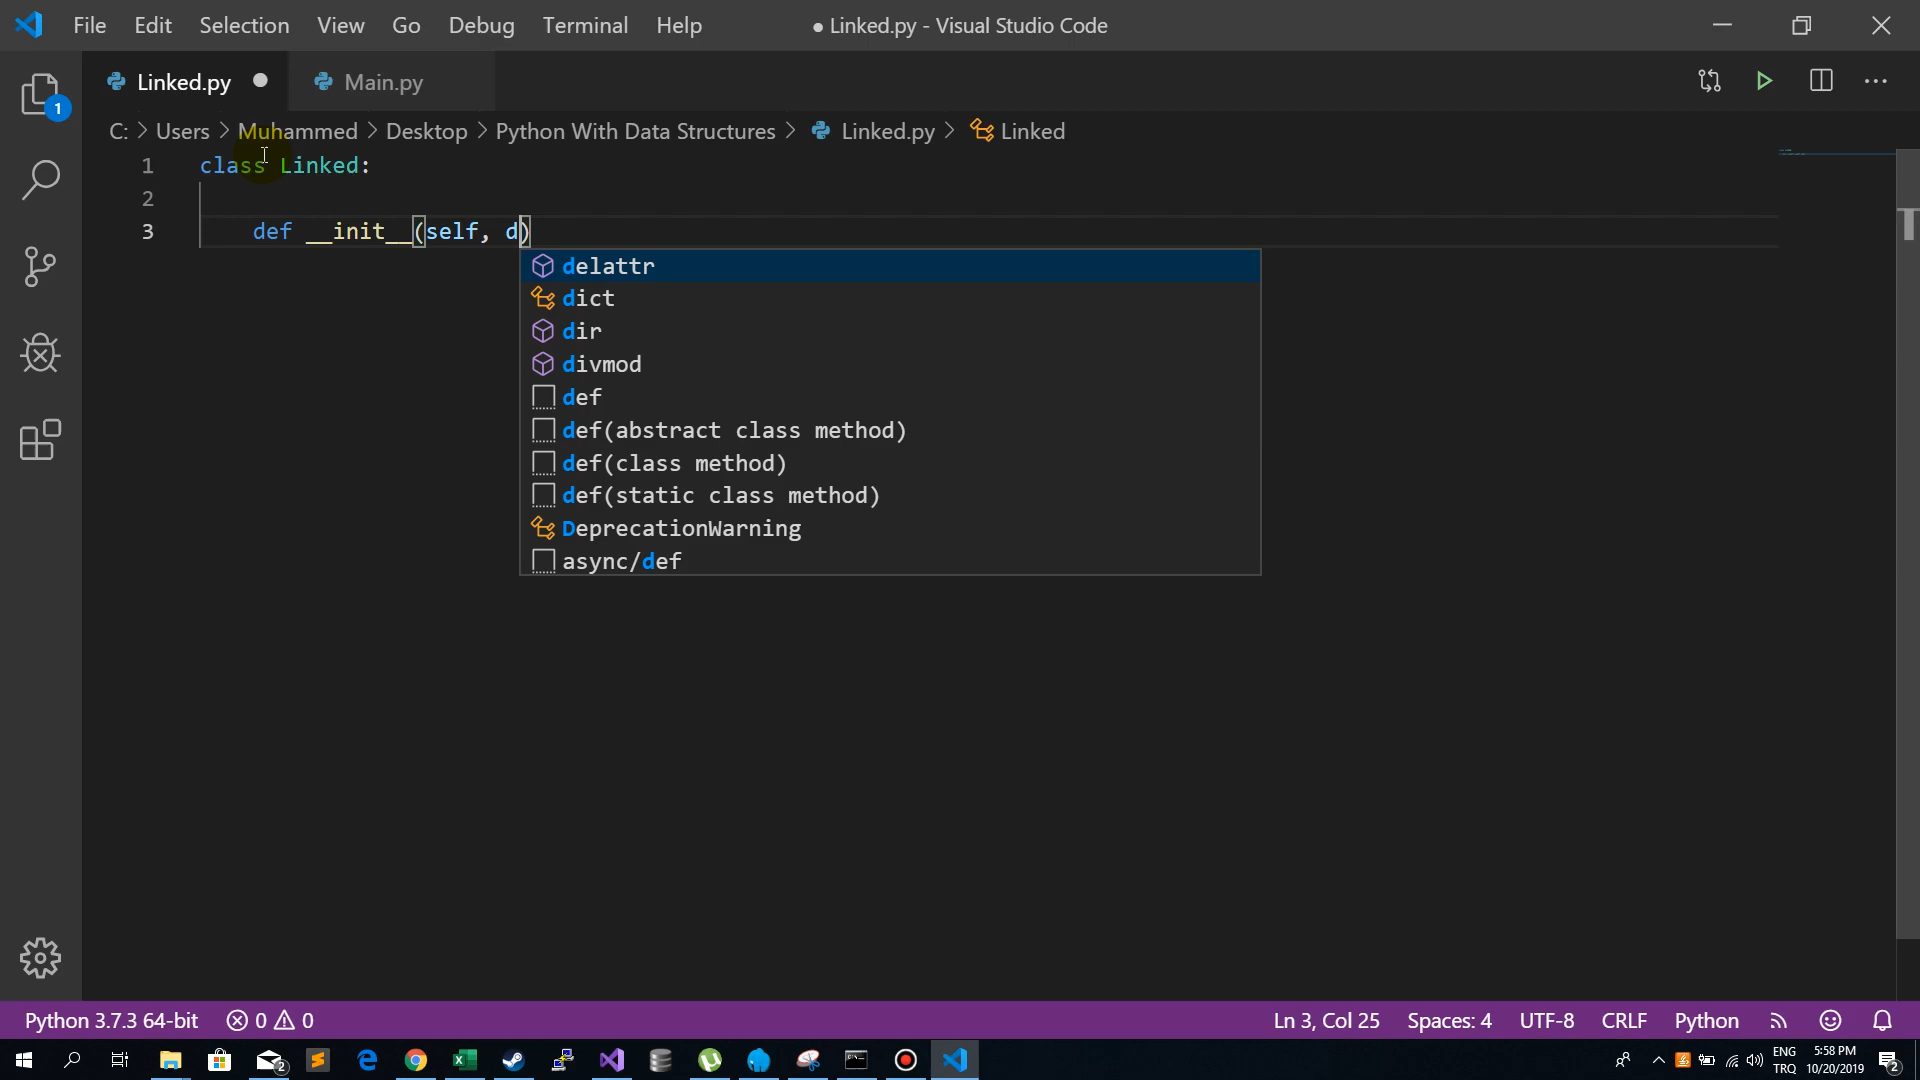 File Edit Selection View Go Debug Terminal Help ● Linked.py - Visual Studio Code
Linked.py Main.py
1
C: > Users > Muhammed > Desktop > Python With Data Structures > Linked.py > Linked
1 class Linked:
2
3 def __init__(self, d)
delattr
dict
dir
divmod
def
def(abstract class method)
def(class method)
def(static class method)
DeprecationWarning
async/def
Python 3.7.3 64-bit 0 0 Ln 3, Col 25 Spaces: 4 UTF-8 CRLF Python
2 ENG 5:58 PM 2
TRQ 10/20/2019